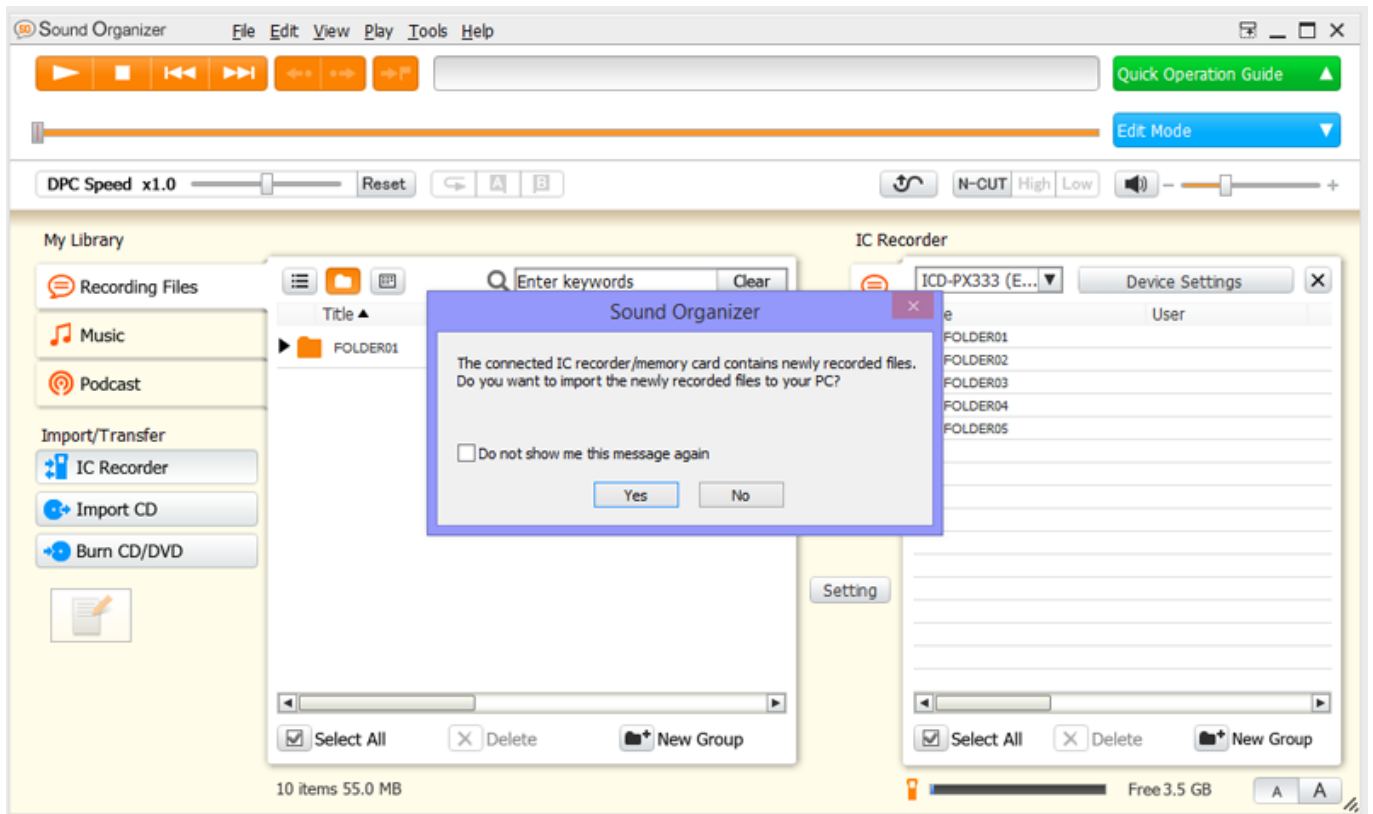 Sound Organizer File Edit View Play Tools Help
Quick Operation Guide
Edit Mode
DPC Speed x1.0 Reset A B N-CUT High Low - +
My Library IC Recorder
Recording Files Enter keywords Clear ICD-PX333 (E... Device Settings
Title User
Music
FOLDER01
Podcast
Import/Transfer
IC Recorder
Import CD
Burn CD/DVD
Sound Organizer
The connected IC recorder/memory card contains newly recorded files.
Do you want to import the newly recorded files to your PC?
Do not show me this message again
Yes No
FOLDER01
FOLDER02
FOLDER03
FOLDER04
FOLDER05
Setting
Select All Delete New Group Select All Delete New Group
10 items 55.0 MB Free 3.5 GB A A